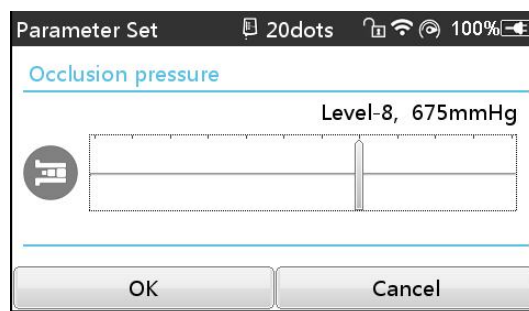 Parameter Set 20dots 100%
Occlusion pressure
Level-8, 675mmHg
OK Cancel